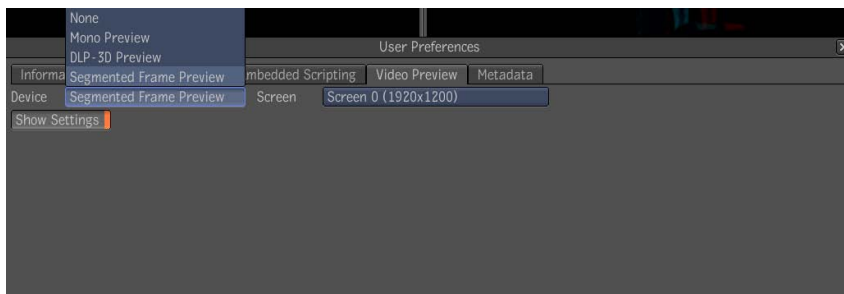 None
Mono Preview
DLP-3D Preview
Segmented Frame Preview
User Preferences
Informa
mbedded Scripting
Video Preview
Metadata
Device
Segmented Frame Preview
Screen
Screen 0 (1920x1200)
Show Settings